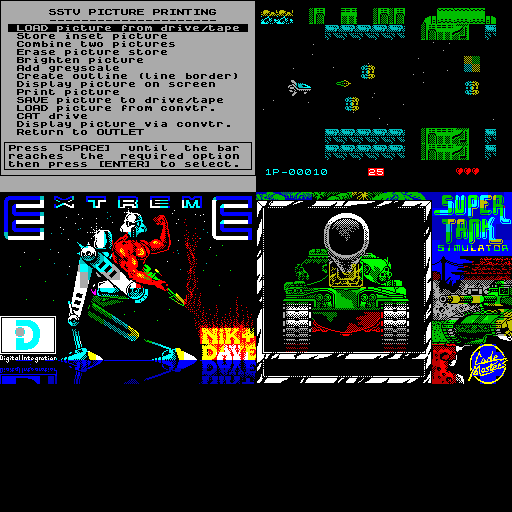 SSTV PICTURE PRINTING
LOAD picture from drive/tape
Store inset picture
Combine two pictures
Erase picture store
Brighten picture
Add greyscale
Create outline (line border)
Display picture on screen
Print picture
SAVE picture to drive/tape
LOAD picture from convtr.
CAT drive
Display picture via convtr.
Return to OUTLET
Press [SPACE] until the bar
reaches the required option
then press [ENTER] to select.
1P-00010 25
EXTREME
D
Digital Integration
NiK+
DAVE
SUPER
TANK
SIMULATOR
Code
Masters